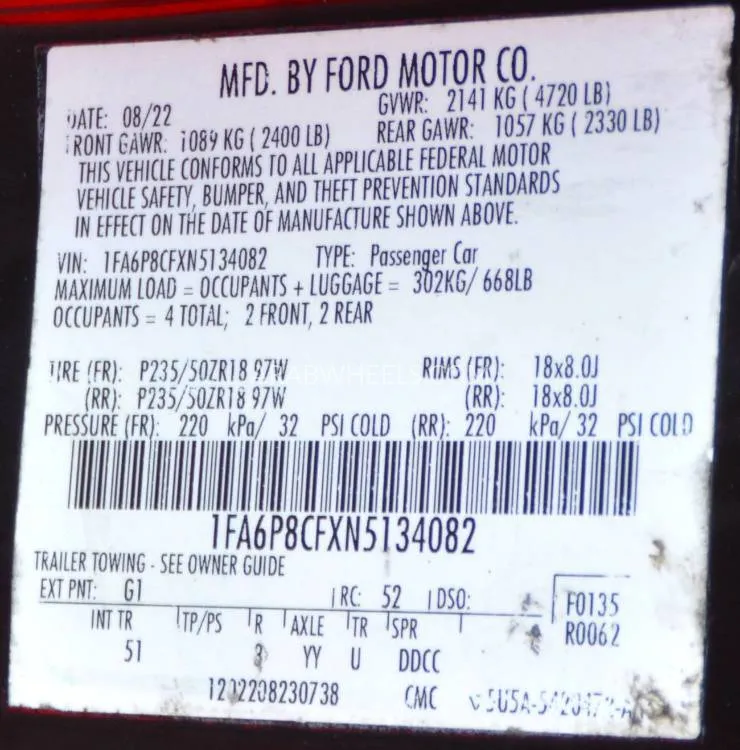 MFD. BY FORD MOTOR CO.
DATE: 08/22 GVWR: 2141 KG ( 4720 LB)
FRONT GAWR: 1089 KG ( 2400 LB) REAR GAWR: 1057 KG ( 2330 LB)
THIS VEHICLE CONFORMS TO ALL APPLICABLE FEDERAL MOTOR
VEHICLE SAFETY, BUMPER, AND THEFT PREVENTION STANDARDS
IN EFFECT ON THE DATE OF MANUFACTURE SHOWN ABOVE.
VIN: 1FA6P8CFXN5134082 TYPE: Passenger Car
MAXIMUM LOAD = OCCUPANTS + LUGGAGE = 302KG/ 668LB
OCCUPANTS = 4 TOTAL; 2 FRONT, 2 REAR
TIRE (FR): P235/50ZR18 97W RIMS (FR): 18x8.0J
(RR): P235/50ZR18 97W (RR): 18x8.0J
PRESSURE (FR): 220 kPa/ 32 PSI COLD (RR): 220 kPa/ 32 PSI COLD
1FA6P8CFXN5134082
TRAILER TOWING - SEE OWNER GUIDE
EXT PNT: G1 RC: 52 DSO: F0135
R0062
INT TR TP/PS R AXLE TR SPR
51 3 YY U DDCC
1202208230738 CMC